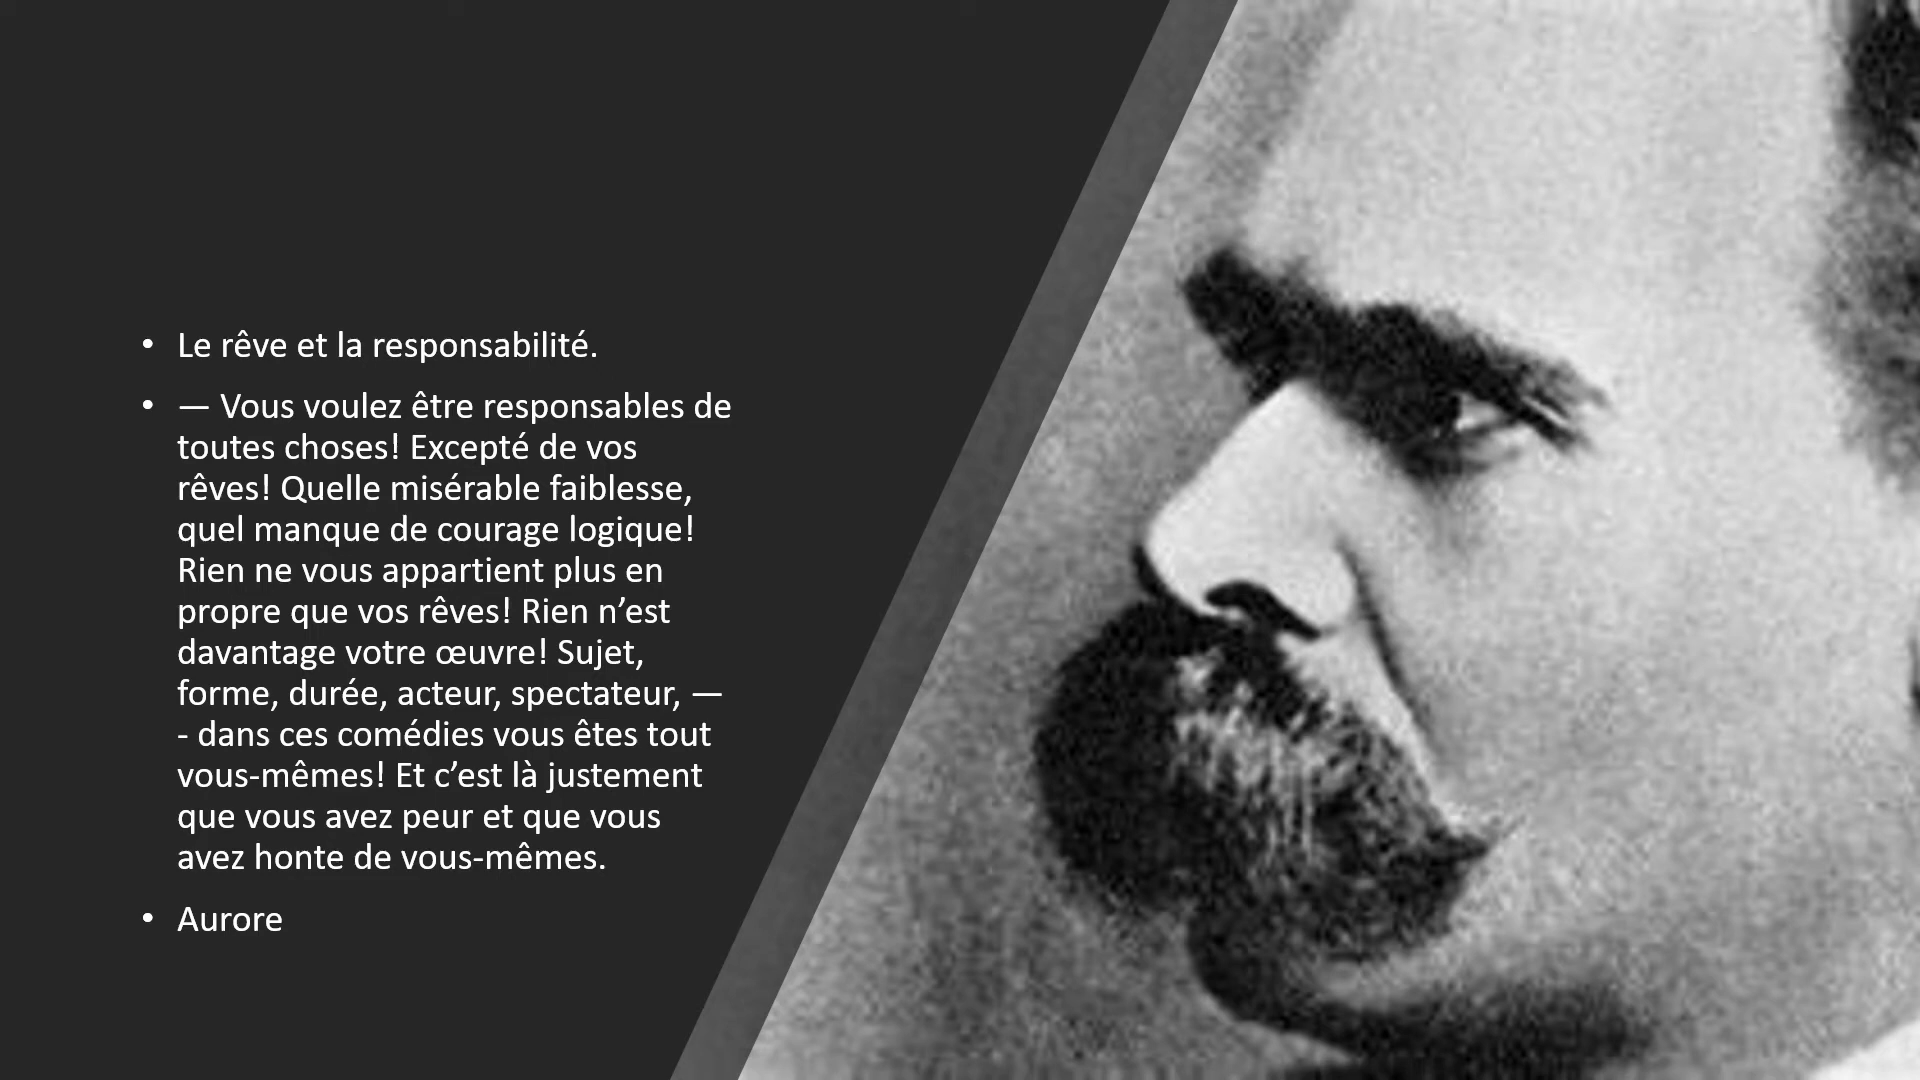 • Le rêve et la responsabilité.
• — Vous voulez être responsables de
toutes choses! Excepté de vos
rêves! Quelle misérable faiblesse,
quel manque de courage logique!
Rien ne vous appartient plus en
propre que vos rêves! Rien n’est
davantage votre œuvre! Sujet,
forme, durée, acteur, spectateur, —
- dans ces comédies vous êtes tout
vous-mêmes! Et c’est là justement
que vous avez peur et que vous
avez honte de vous-mêmes.
• Aurore